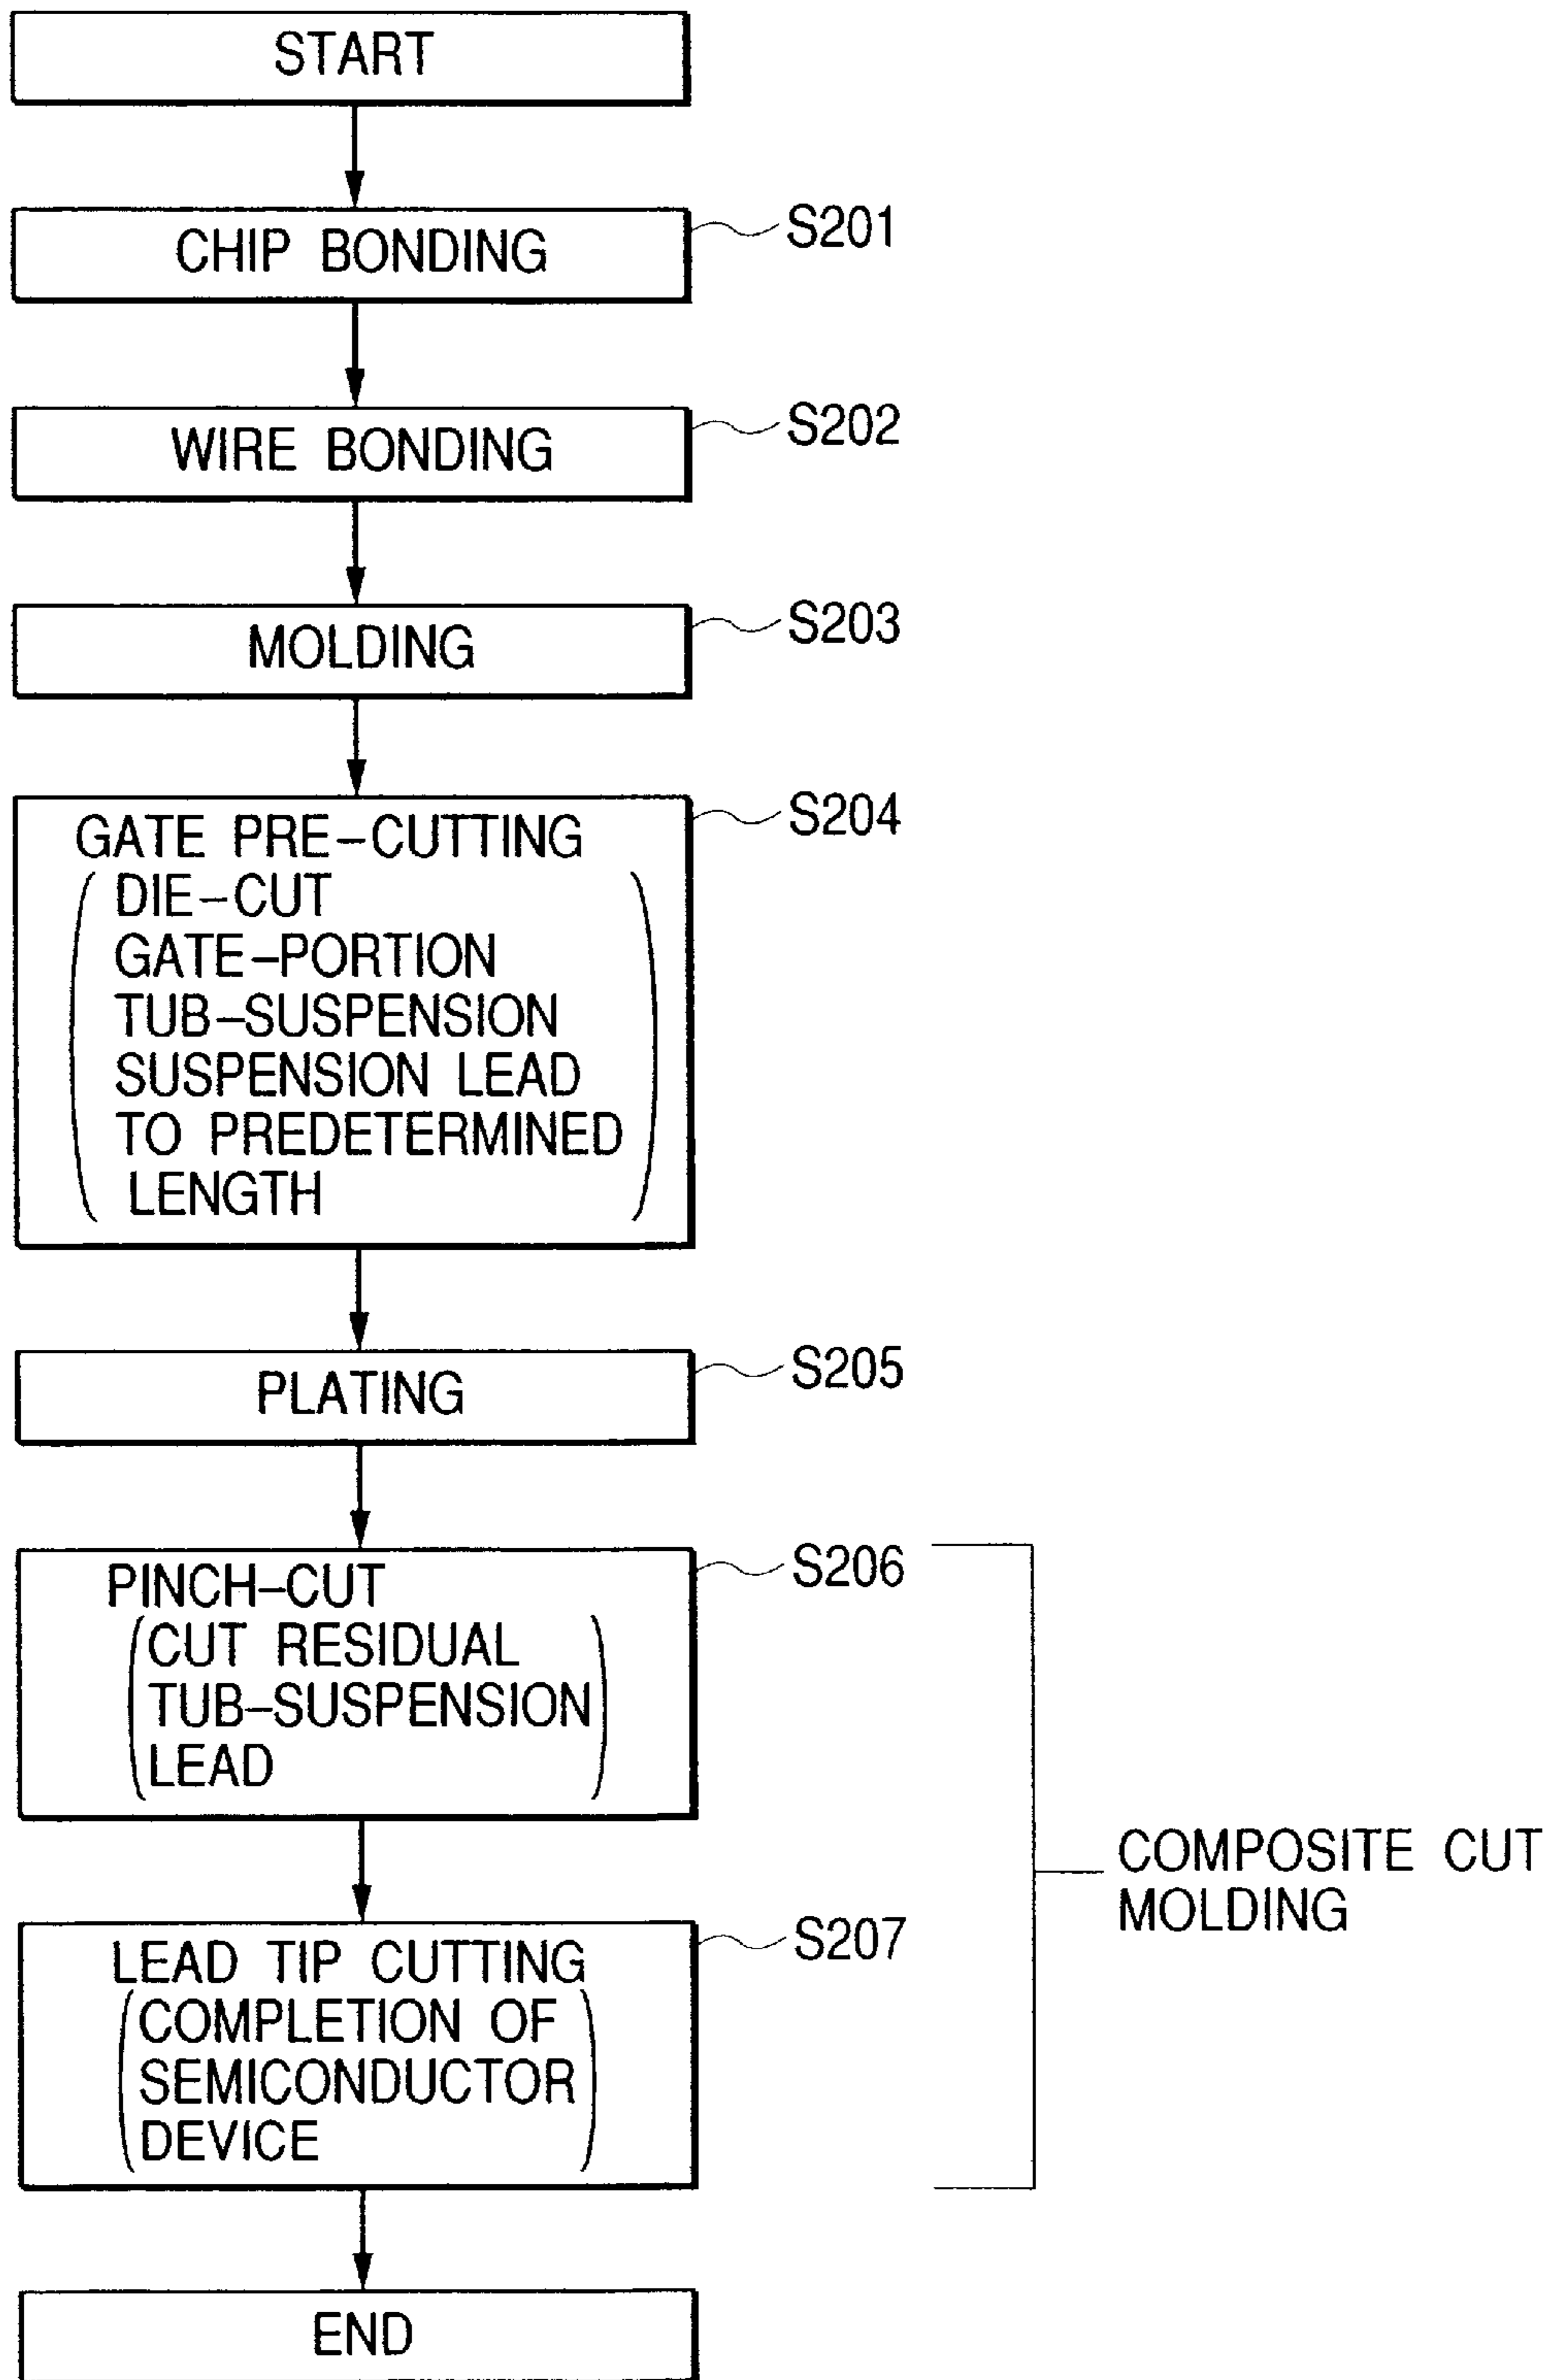 START
CHIP BONDING
S201
WIRE BONDING
S202
MOLDING
S203
GATE PRE-CUTTING
DIE-CUT
GATE-PORTION
TUB-SUSPENSION
SUSPENSION LEAD
TO PREDETERMINED
LENGTH
S204
PLATING
S205
PINCH-CUT
CUT RESIDUAL
TUB-SUSPENSION
LEAD
S206
LEAD TIP CUTTING
COMPLETION OF
SEMICONDUCTOR
DEVICE
S207
COMPOSITE CUT
MOLDING
END